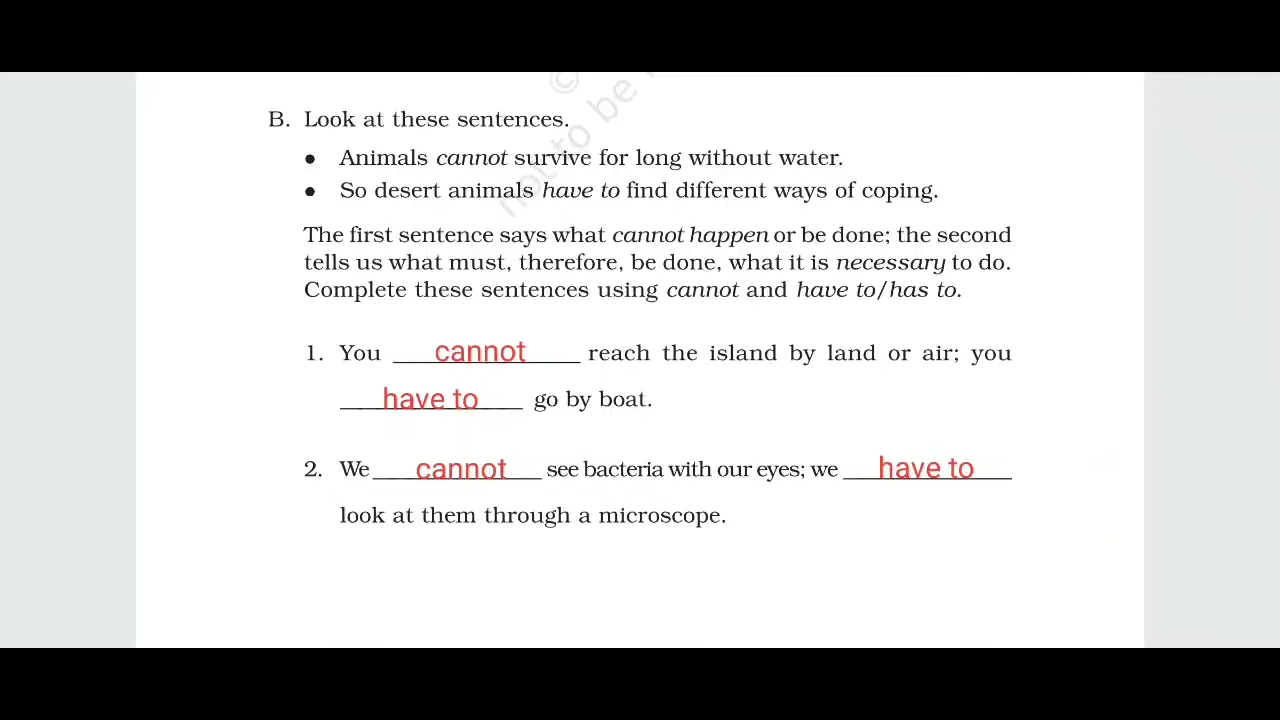 © 
not to be
B. Look at these sentences.
• Animals cannot survive for long without water.
• So desert animals have to find different ways of coping.
The first sentence says what cannot happen or be done; the second
tells us what must, therefore, be done, what it is necessary to do.
Complete these sentences using cannot and have to/has to.
1. You cannot reach the island by land or air; you
have to go by boat.
2. We cannot see bacteria with our eyes; we have to
look at them through a microscope.